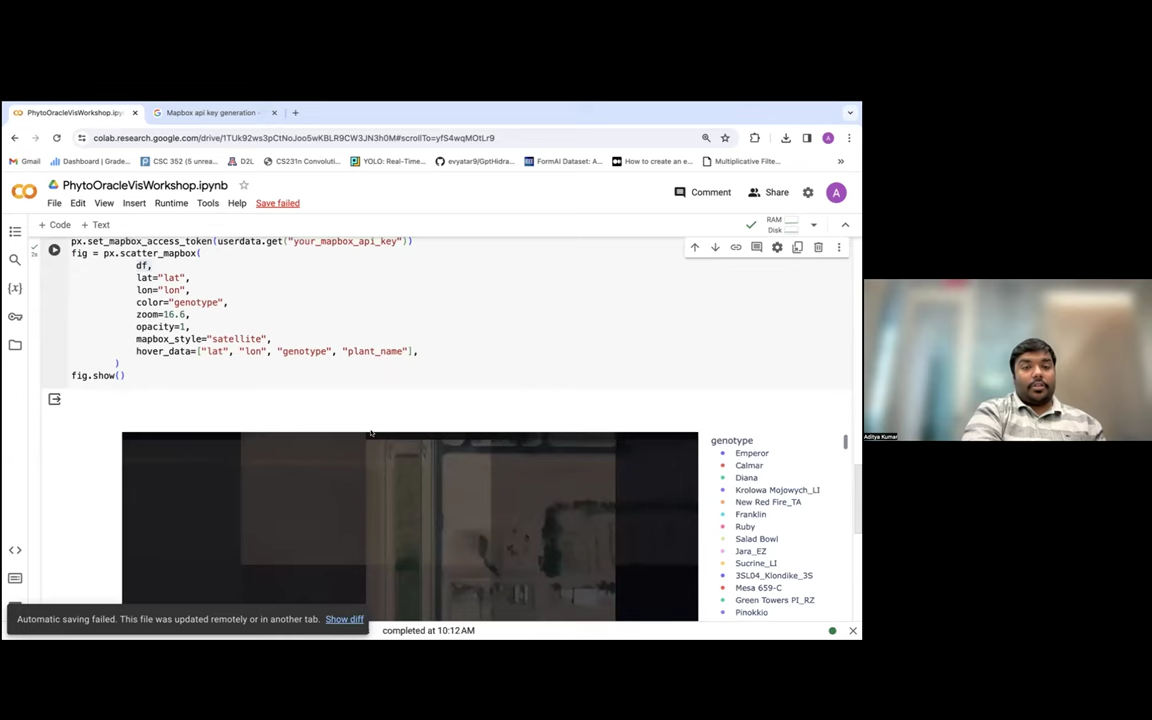 PhytoOracleVisWorkshop.ipyn
Mapbox api key generation -
colab.research.google.com/drive/1TUk92ws3pCtNoJoo5wKBLR9CW3JN3h0M#scrollTo=yfS4wqMOtLr9
Gmail
Dashboard | Grade...
CSC 352 (5 unrea...
D2L
CS231n Convoluti...
YOLO: Real-Time...
evyatar9/GptHidra...
FormAI Dataset: A...
How to create an e...
Multiplicative Filte...
PhytoOracleVisWorkshop.ipynb
Comment
Share
A
File Edit View Insert Runtime Tools Help Save failed
+ Code + Text
RAM
Disk
2s
px.set_mapbox_access_token(userdata.get("your_mapbox_api_key"))
fig = px.scatter_mapbox(
df,
lat="lat",
lon="lon",
color="genotype",
zoom=16.6,
opacity=1,
mapbox_style="satellite",
hover_data=["lat", "lon", "genotype", "plant_name"],
)
fig.show()
genotype
Emperor
Calmar
Diana
Krolowa Mojowych_LI
New Red Fire_TA
Franklin
Ruby
Salad Bowl
Jara_EZ
Sucrine_LI
3SL04_Klondike_3S
Mesa 659-C
Green Towers PI_RZ
Pinokkio
Automatic saving failed. This file was updated remotely or in another tab. Show diff
completed at 10:12 AM
Aditya Kumar